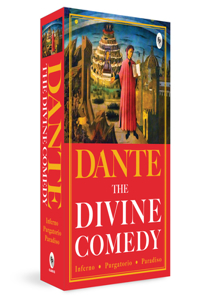 DANTE
THE
DIVINE
COMEDY
Inferno • Purgatorio • Paradiso
DANTE
THE DIVINE COMEDY
Inferno
Purgatorio
Paradiso